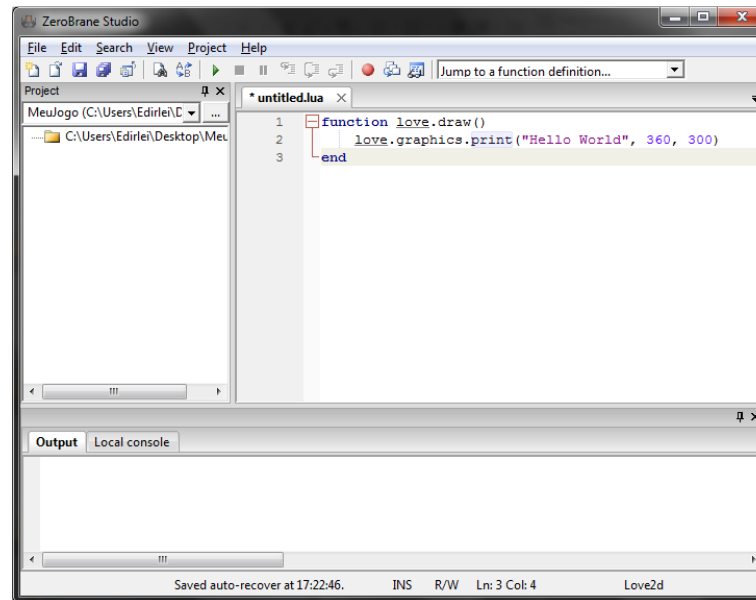 ZeroBrane Studio
File Edit Search View Project Help
Jump to a function definition...
Project
MeuJogo (C:\Users\Edirlei\D ...
C:\Users\Edirlei\Desktop\Meu
* untitled.lua
1 function love.draw()
2 love.graphics.print("Hello World", 360, 300)
3 end
Output Local console
Saved auto-recover at 17:22:46. INS R/W Ln: 3 Col: 4 Love2d